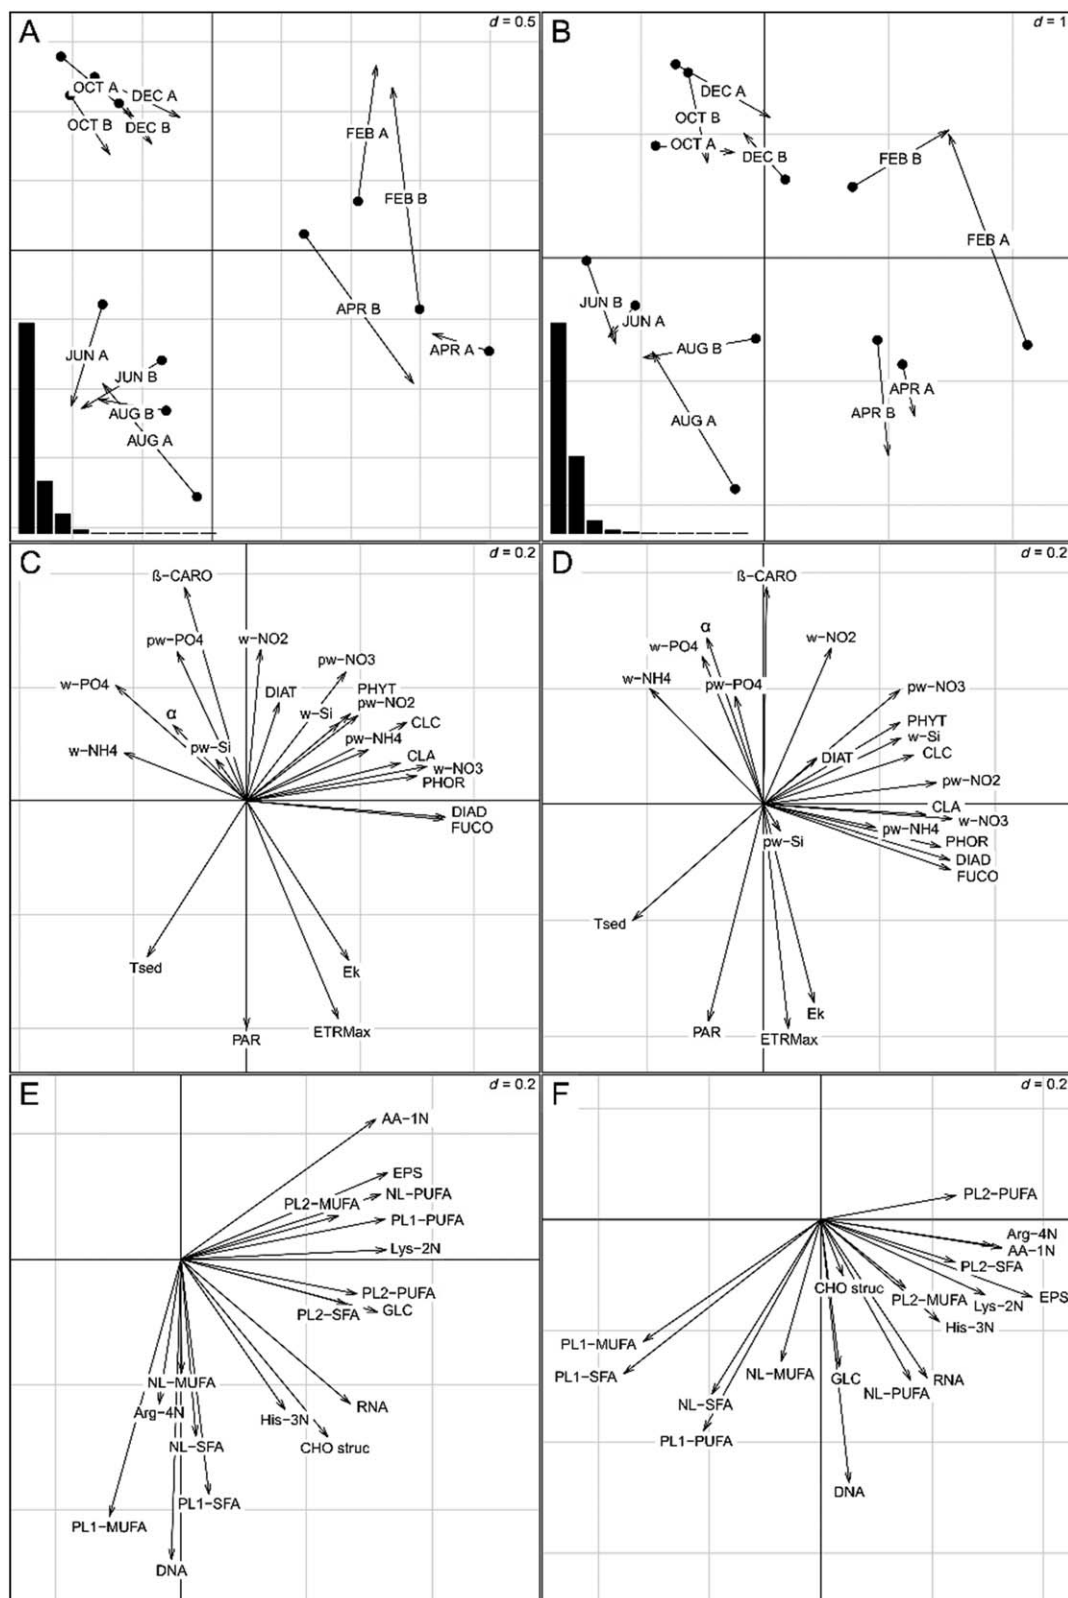 A
d = 0.5
OCT A
DEC A
OCT B
DEC B
FEB A
FEB B
APR B
APR A
JUN A
JUN B
AUG B
AUG A
B
d = 1
DEC A
OCT B
OCT A
DEC B
FEB B
FEB A
JUN B
JUN A
AUG B
APR A
AUG A
APR B
C
d = 0.2
ß-CARO
pw-PO4
w-NO2
pw-NO3
w-PO4
DIAT
PHYT
pw-NO2
α
w-Si
CLC
pw-NH4
w-NH4
pw-Si
CLA
w-NO3
PHOR
DIAD
FUCO
Tsed
Ek
PAR
ETRMax
D
d = 0.2
ß-CARO
α
w-PO4
w-NO2
w-NH4
pw-PO4
pw-NO3
PHYT
w-Si
DIAT
CLC
pw-NO2
CLA
w-NO3
pw-NH4
pw-Si
PHOR
DIAD
FUCO
Tsed
Ek
PAR
ETRMax
E
d = 0.2
AA-1N
EPS
NL-PUFA
PL2-MUFA
PL1-PUFA
Lys-2N
PL2-PUFA
PL2-SFA
GLC
NL-MUFA
Arg-4N
RNA
His-3N
NL-SFA
CHO struc
PL1-SFA
PL1-MUFA
DNA
F
d = 0.2
PL2-PUFA
Arg-4N
AA-1N
PL2-SFA
CHO struc
PL2-MUFA
Lys-2N
EPS
His-3N
PL1-MUFA
PL1-SFA
NL-MUFA
GLC
RNA
NL-PUFA
NL-SFA
PL1-PUFA
DNA